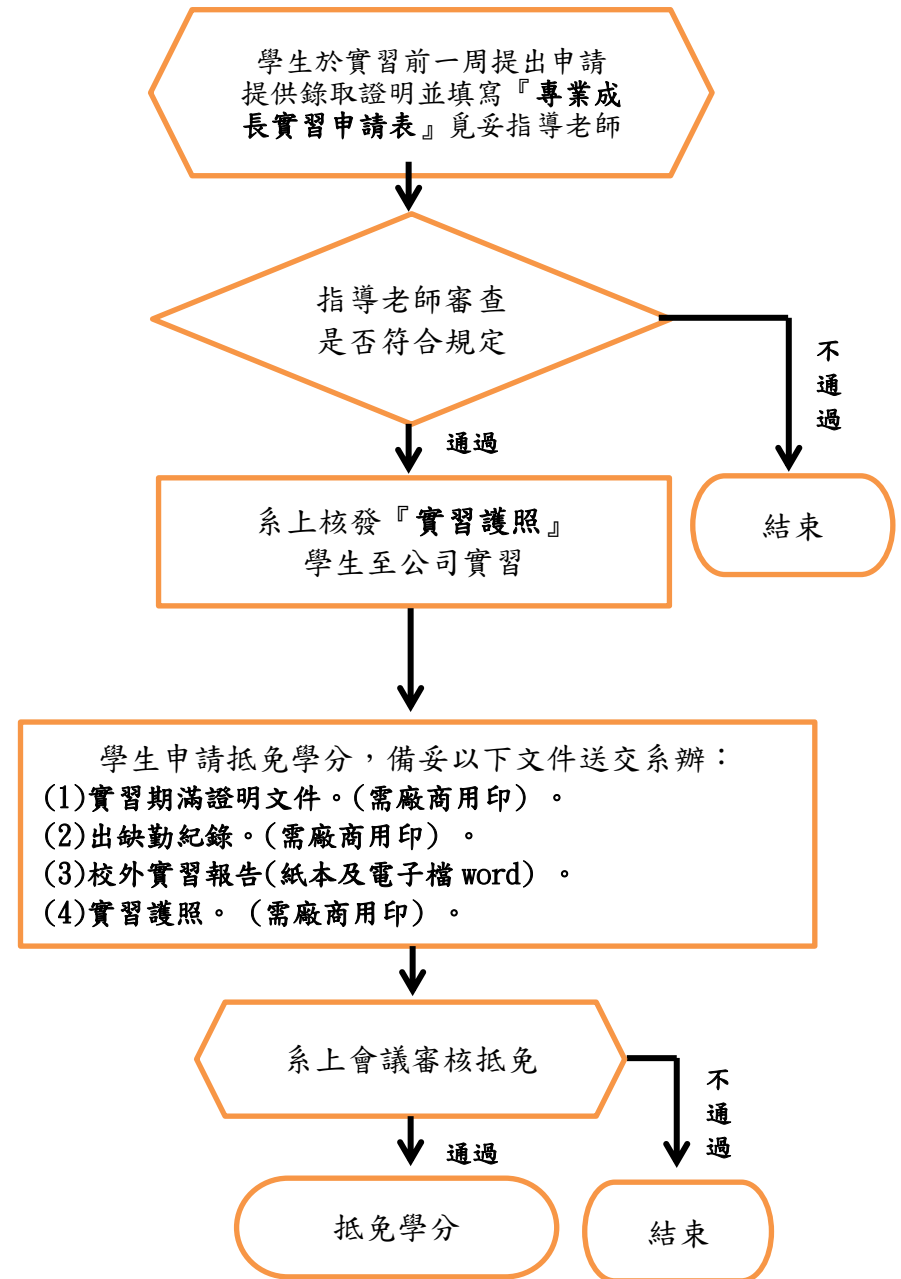 學生於實習前一周提出申請
提供錄取證明並填寫『專業成
長實習申請表』覓妥指導老師
指導老師審查
是否符合規定
不
通
過
通過
系上核發『實習護照』
學生至公司實習
結束
學生申請抵免學分，備妥以下文件送交系辦：
(1)實習期滿證明文件。(需廠商用印) 。
(2)出缺勤紀錄。(需廠商用印) 。
(3)校外實習報告(紙本及電子檔 word) 。
(4)實習護照。 (需廠商用印) 。
系上會議審核抵免
不
通
過
通過
抵免學分
結束